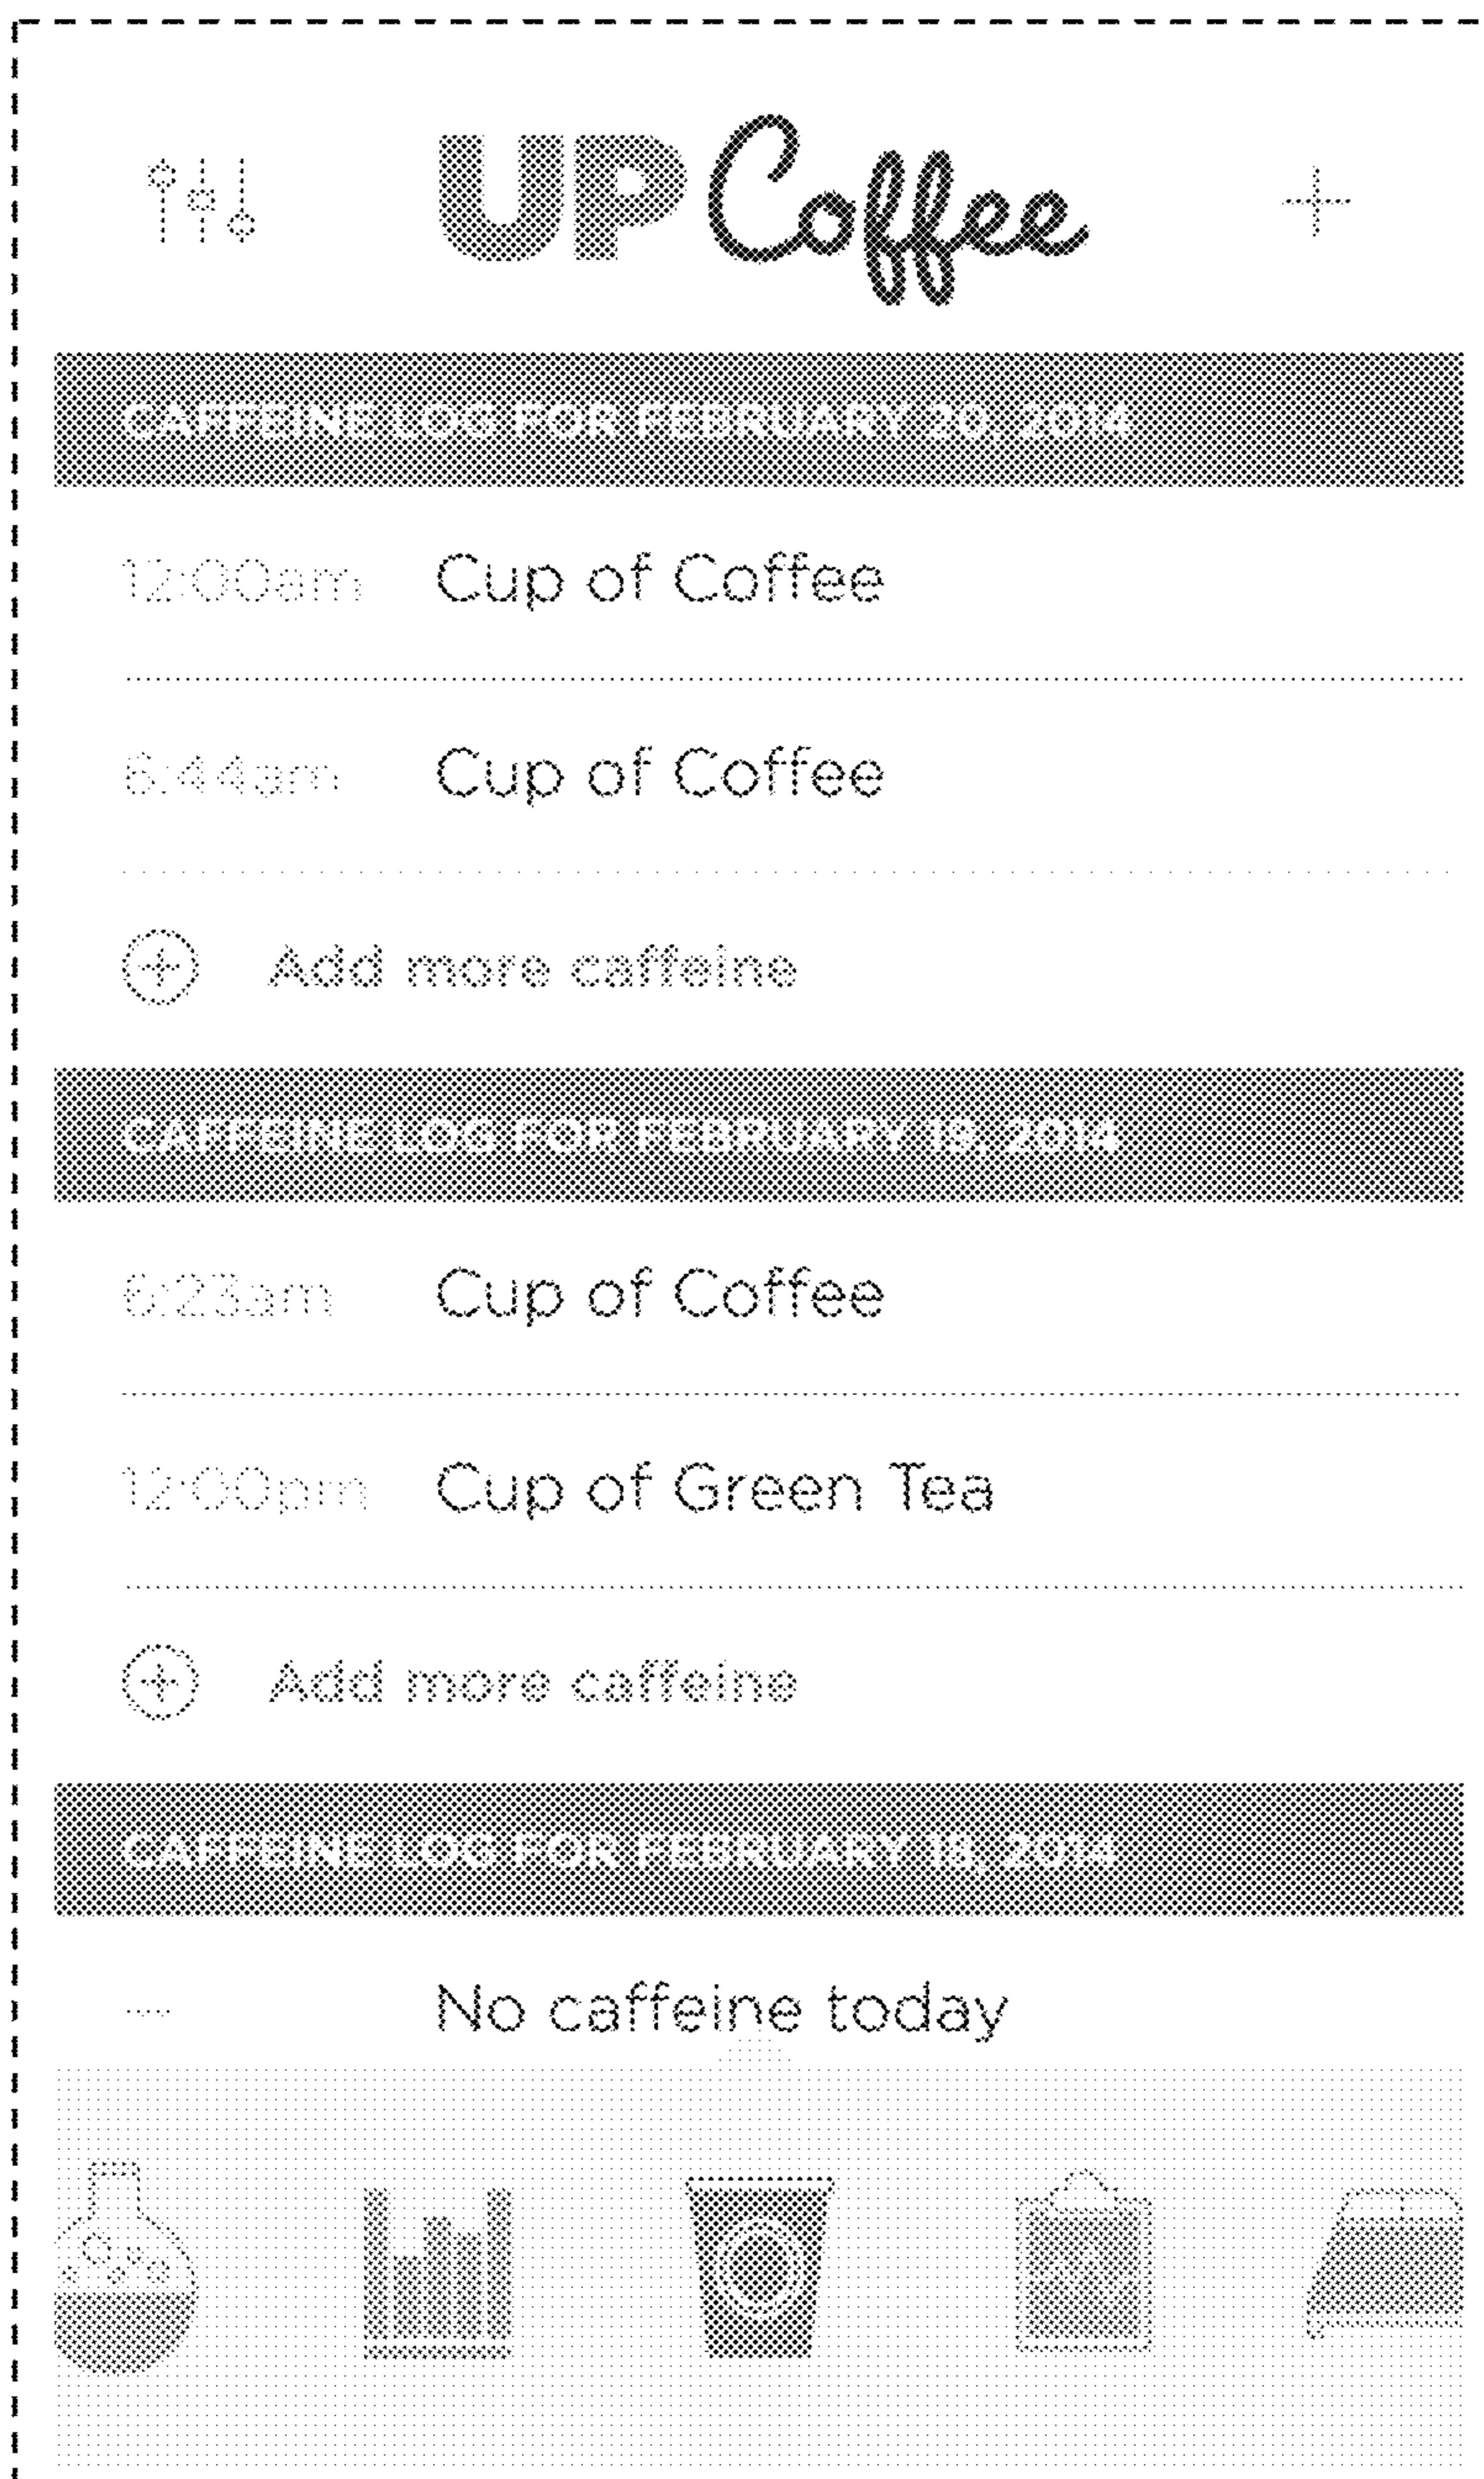 UP Coffee
CAFFEINE LOG FOR FEBRUARY 20, 2014
12:00am Cup of Coffee
6:44am Cup of Coffee
Add more caffeine
CAFFEINE LOG FOR FEBRUARY 19, 2014
6:23am Cup of Coffee
12:00pm Cup of Green Tea
Add more caffeine
CAFFEINE LOG FOR FEBRUARY 18, 2014
No caffeine today